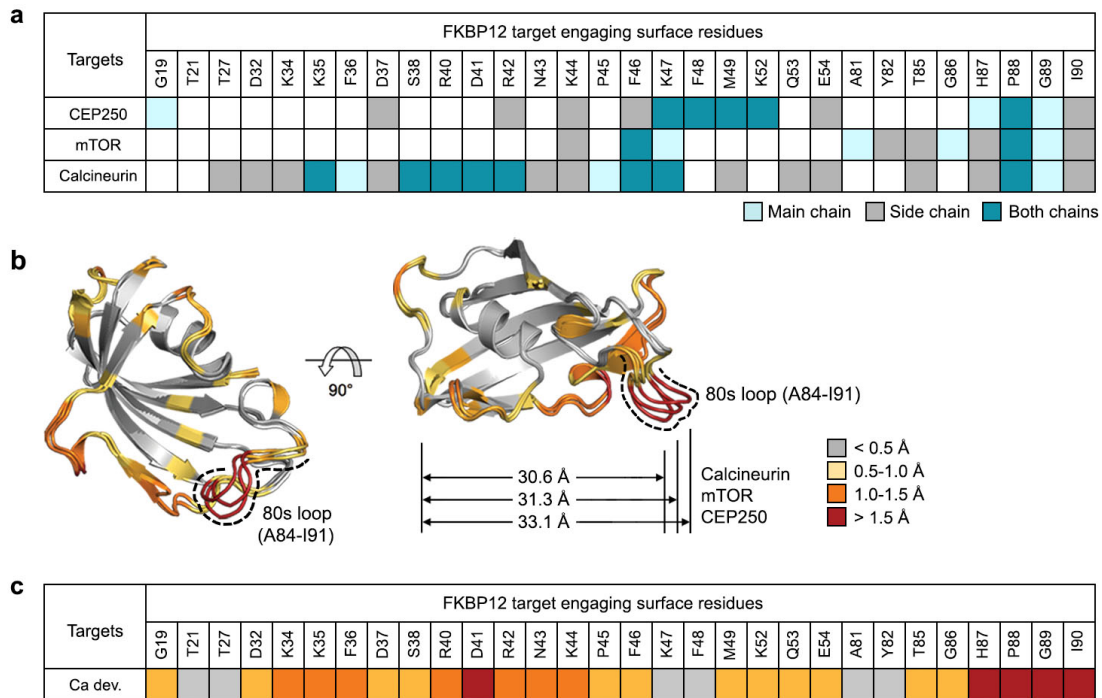 a
Targets
FKBP12 target engaging surface residues
G19 T21 T27 D32 K34 K35 F36 D37 S38 R40 D41 R42 N43 K44 P45 F46 K47 F48 M49 K52 Q53 E54 A81 Y82 T85 G86 H87 P88 G89 I90
CEP250
mTOR
Calcineurin
Main chain Side chain Both chains
b
90°
80s loop
(A84-I91)
80s loop (A84-I91)
30.6 Å Calcineurin
31.3 Å mTOR
33.1 Å CEP250
< 0.5 Å
0.5-1.0 Å
1.0-1.5 Å
> 1.5 Å
c
Targets
FKBP12 target engaging surface residues
G19 T21 T27 D32 K34 K35 F36 D37 S38 R40 D41 R42 N43 K44 P45 F46 K47 F48 M49 K52 Q53 E54 A81 Y82 T85 G86 H87 P88 G89 I90
Ca dev.